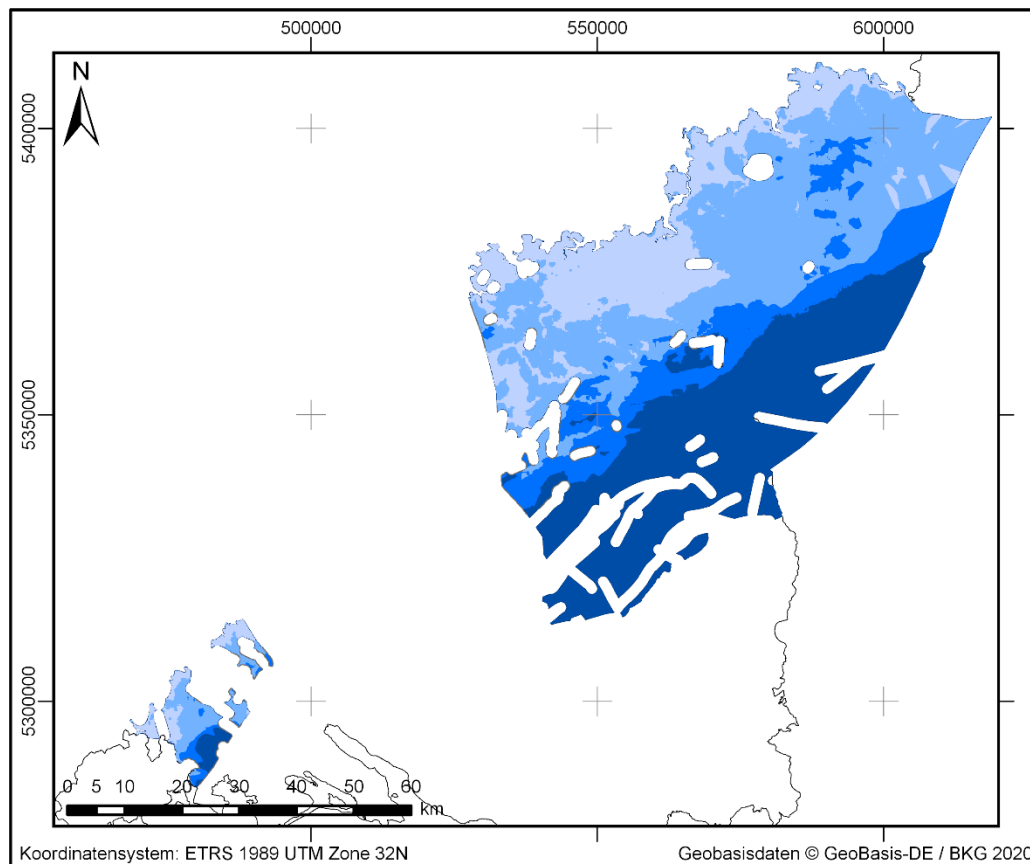 500000 550000 600000
N
5400000
5350000
5300000
0 5 10 20 30 40 50 60
km
Koordinatensystem: ETRS 1989 UTM Zone 32N
Geobasisdaten © GeoBasis-DE / BKG 2020